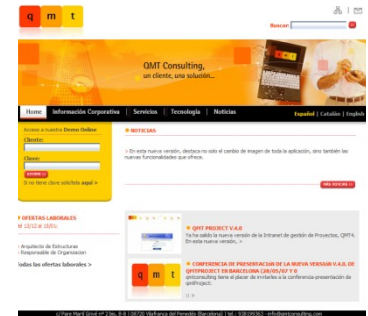 q m t
Buscar:
QMT Consulting,
un cliente, una solución...
Home | Información Corporativa | Servicios | Tecnología | Noticias
Español | Catalán | English
Acceso a nuestra Demo Online
Cliente:
Clave:
Si no tiene clave solicítela aquí >
NOTICIAS
> En esta nueva versión, destaca no solo el cambio de imagen de toda la aplicación, sino también las
nuevas funcionalidades que ofrece.
OFERTAS LABORALES
Arquitecto de Estructuras
Responsable de Organizacion
todas las ofertas laborales >
QMT PROJECT V.4.0
Ya ha salido la nueva versión de la Intranet de gestión de Proyectos, QMT4.
En esta nueva versión, >
q m t
CONFERENCIA DE PRESENTACION DE LA NUEVA VERSIÓN V.4.0. DE
QMTPROJECT EN BARCELONA
qmtconsulting tiene el placer de invitarles a la conferencia-presentación de
qmtProject: